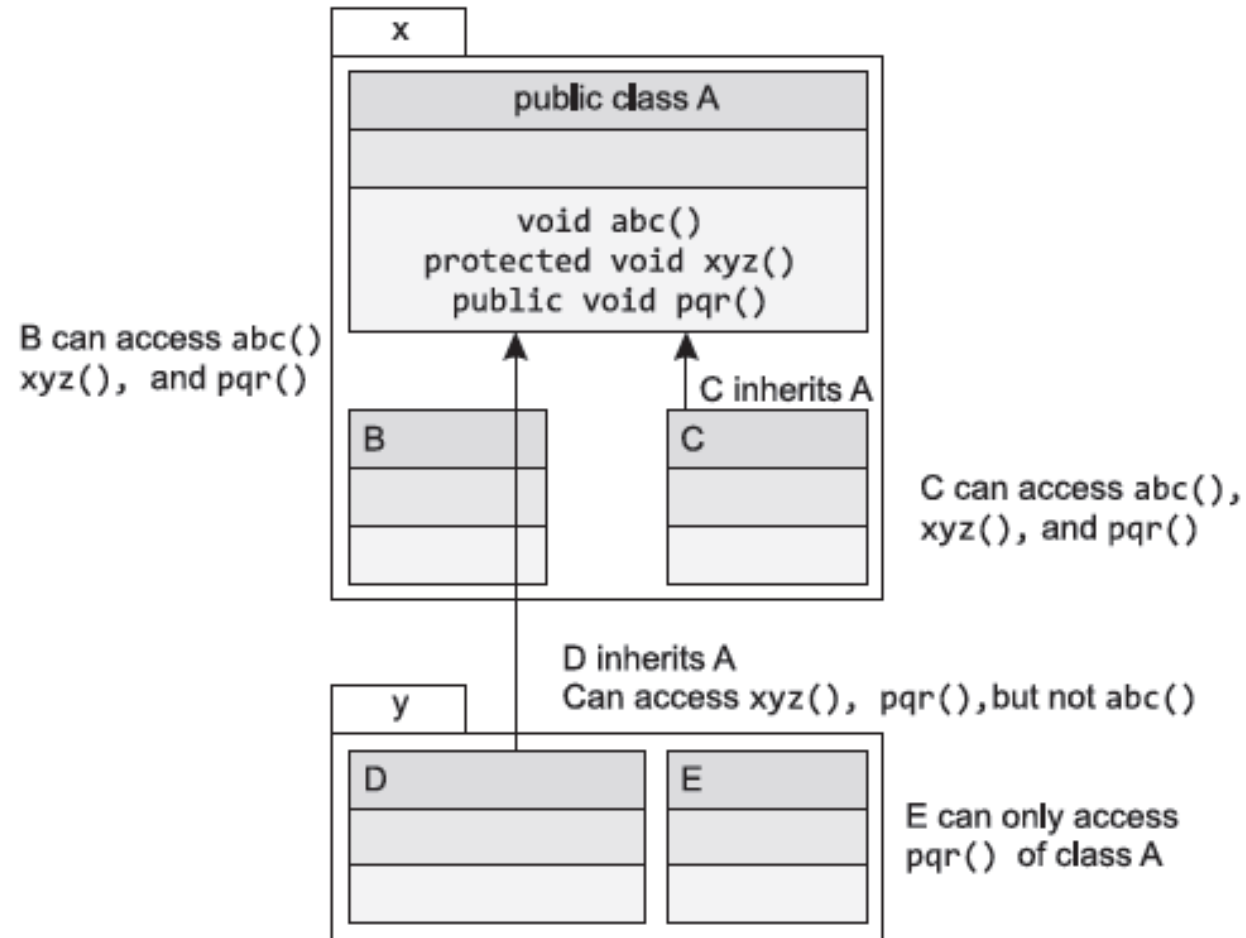 x
public class A
void abc()
protected void xyz()
public void pqr()
B can access abc()
xyz(), and pqr()
C inherits A
B
C
C can access abc(),
xyz(), and pqr()
D inherits A
Can access xyz(), pqr(),but not abc()
y
D
E
E can only access
pqr() of class A